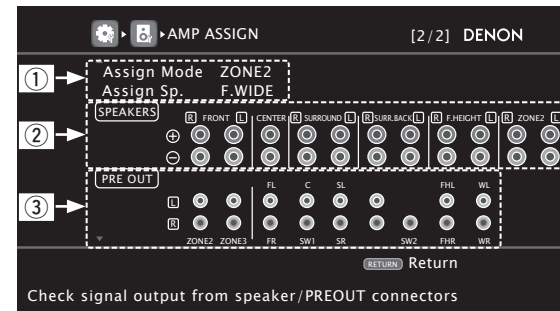 AMP ASSIGN [2/2] DENON
1 Assign Mode ZONE2
Assign Sp. F.WIDE
2 SPEAKERS
R FRONT L CENTER R SURROUND L R SURR.BACK L R F.HEIGHT L R ZONE2 L
+
−
3 PRE OUT
FL C SL FHL WL
L
R
ZONE2 ZONE3 FR SW1 SR SW2 FHR WR
RETURN Return
Check signal output from speaker/PREOUT connectors